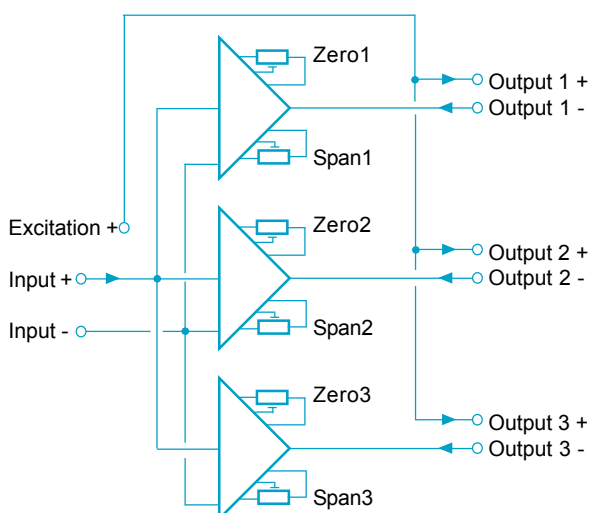 Zero1
Output 1 +
Output 1 -
Span1
Excitation +
Zero2
Output 2 +
Input +
Output 2 -
Input -
Span2
Zero3
Output 3 +
Output 3 -
Span3